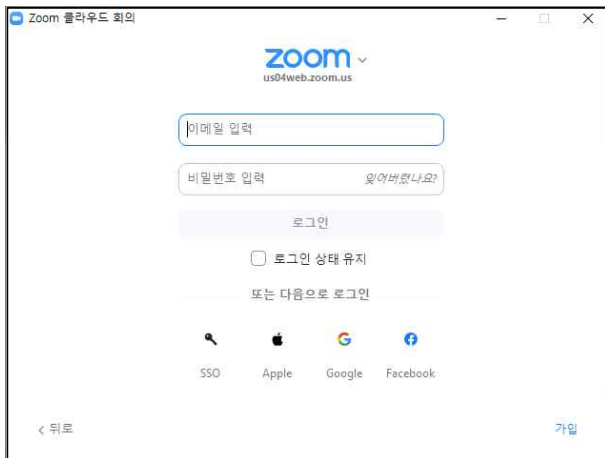 Zoom 클라우드 회의
zoom
us04web.zoom.us
이메일 입력
비밀번호 입력 잊어버렸나요?
로그인
로그인 상태 유지
또는 다음으로 로그인
SSO Apple Google Facebook
뒤로 가입